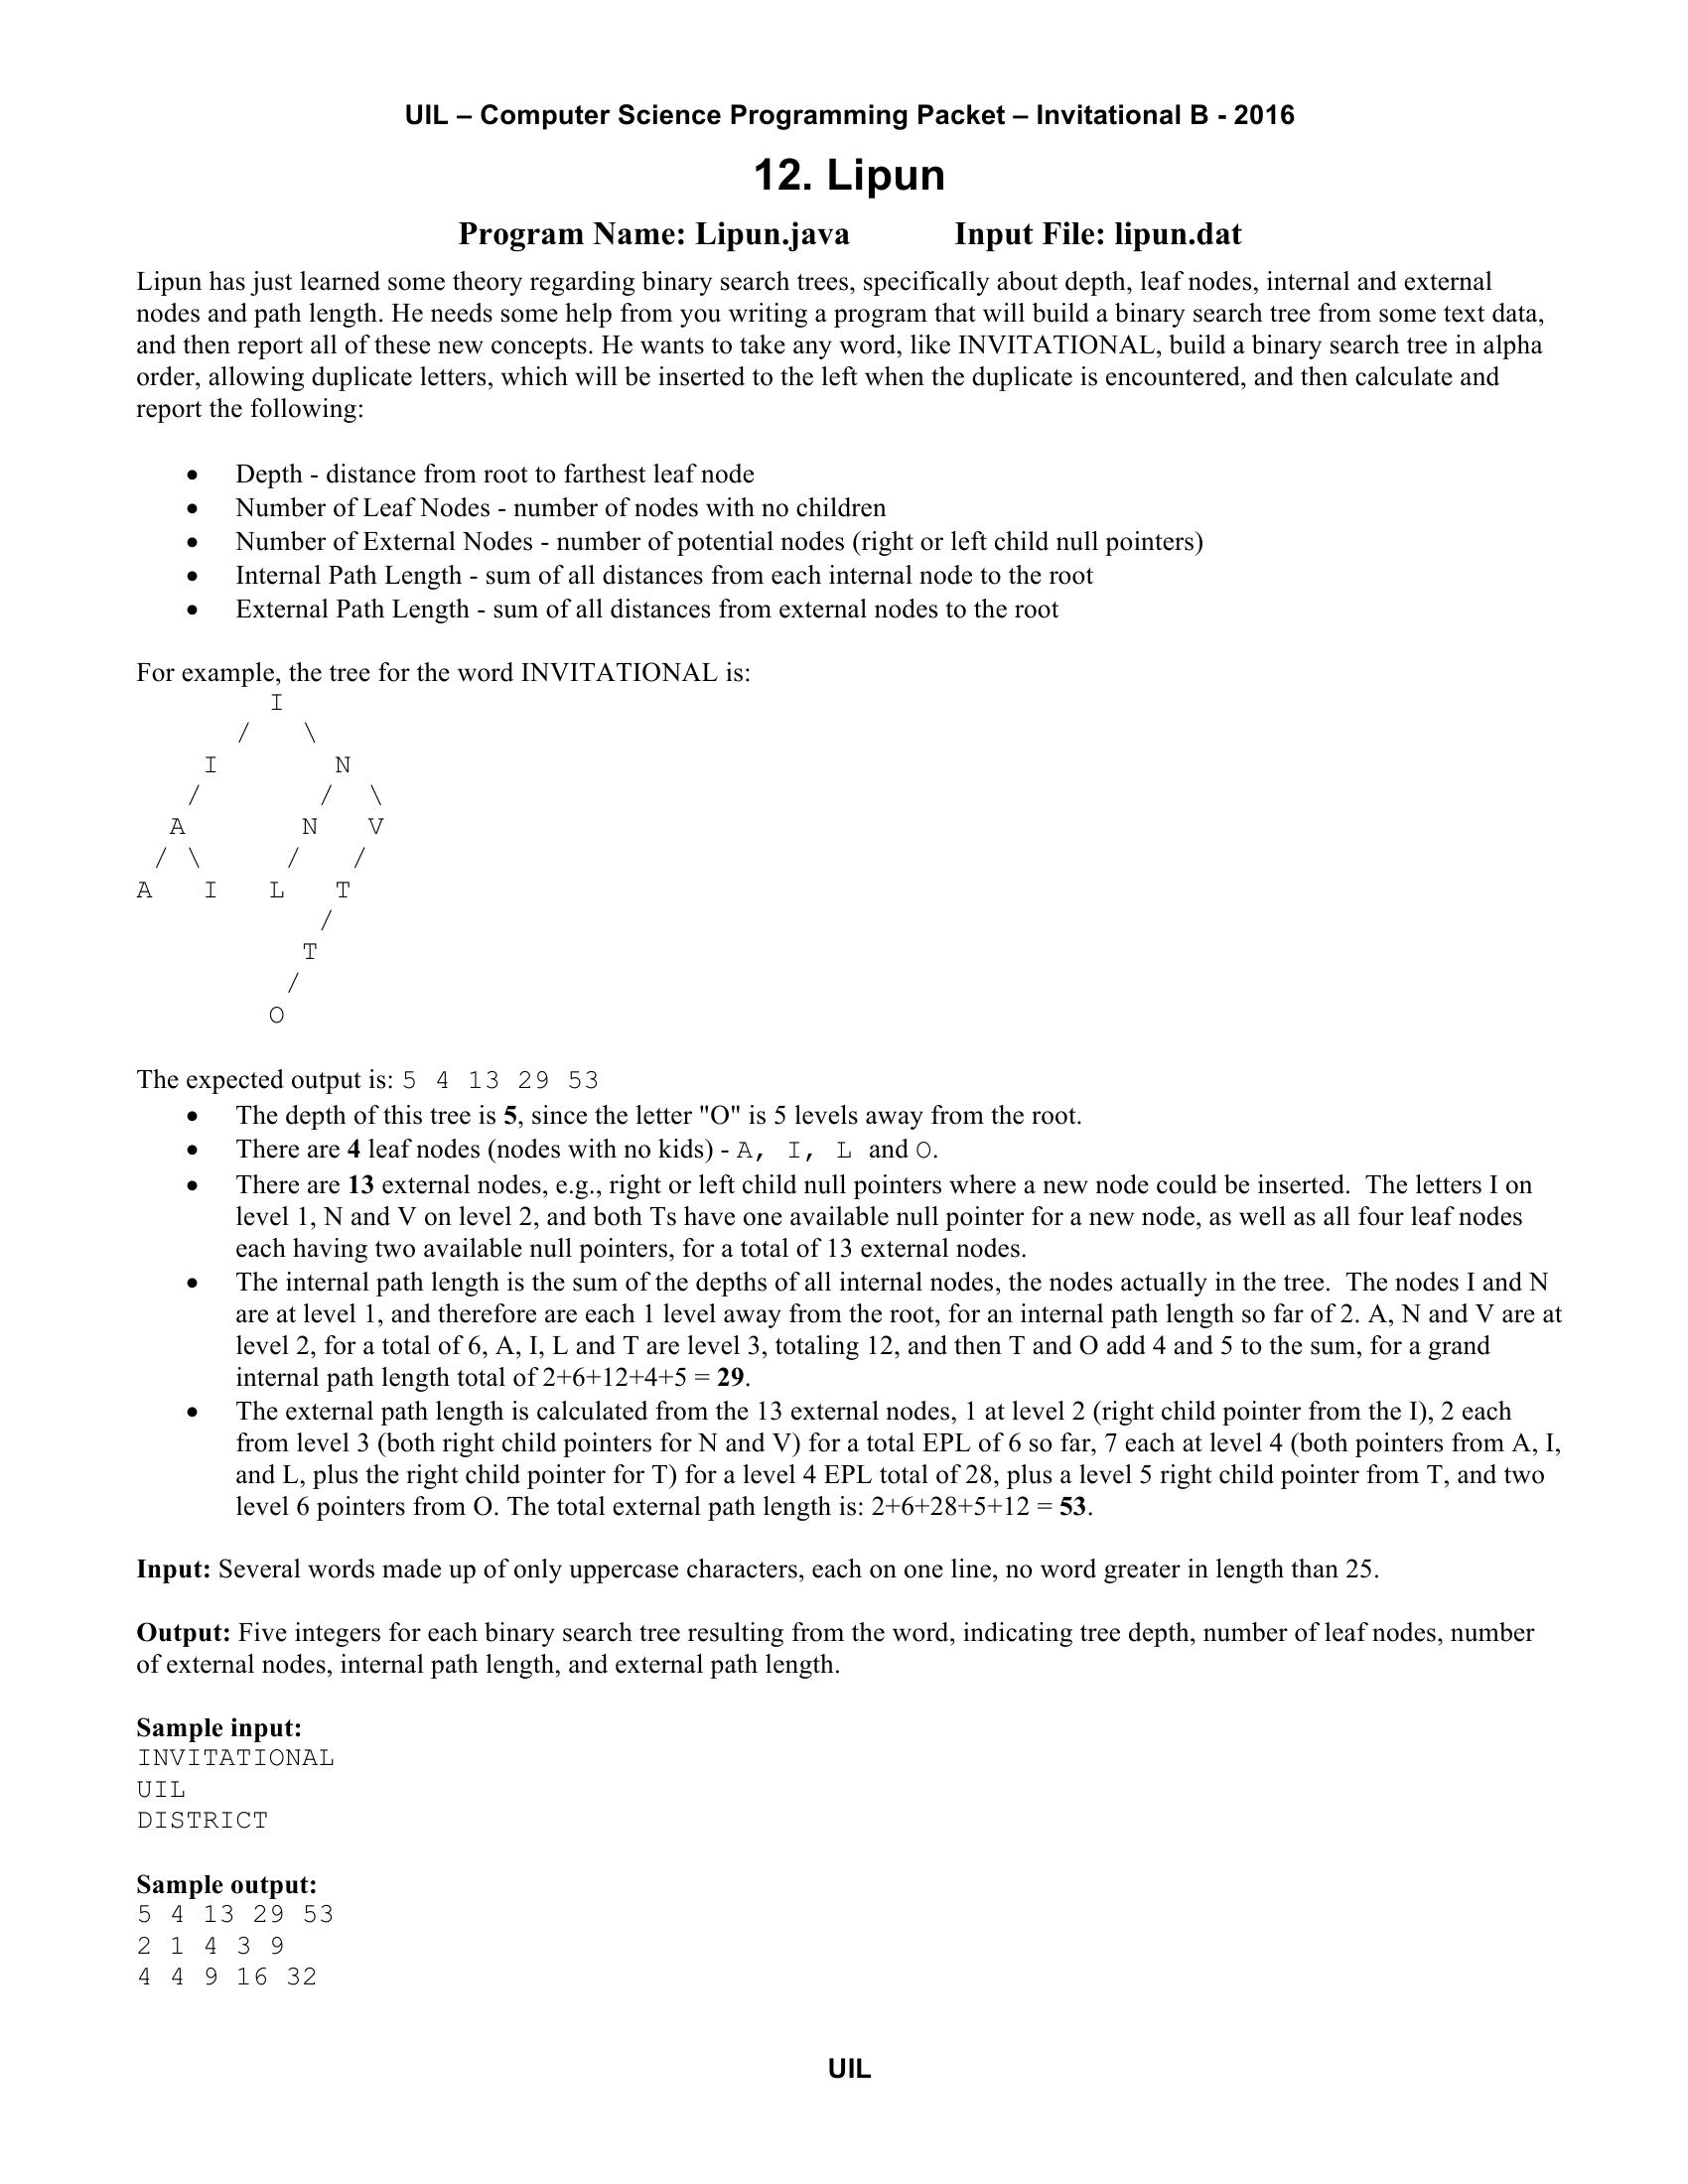 UIL – Computer Science Programming Packet – Invitational B - 2016
12. Lipun
Program Name: Lipun.java Input File: lipun.dat
Lipun has just learned some theory regarding binary search trees, specifically about depth, leaf nodes, internal and external
nodes and path length. He needs some help from you writing a program that will build a binary search tree from some text data,
and then report all of these new concepts. He wants to take any word, like INVITATIONAL, build a binary search tree in alpha
order, allowing duplicate letters, which will be inserted to the left when the duplicate is encountered, and then calculate and
report the following:
• Depth - distance from root to farthest leaf node
• Number of Leaf Nodes - number of nodes with no children
• Number of External Nodes - number of potential nodes (right or left child null pointers)
• Internal Path Length - sum of all distances from each internal node to the root
• External Path Length - sum of all distances from external nodes to the root
For example, the tree for the word INVITATIONAL is:
        I
      /   \
    I       N
   /       / \
  A       N   V
 / \     /   /
A   I   L   T
           /
          T
         /
        O
The expected output is: 5 4 13 29 53
• The depth of this tree is 5, since the letter "O" is 5 levels away from the root.
• There are 4 leaf nodes (nodes with no kids) - A, I, L and O.
• There are 13 external nodes, e.g., right or left child null pointers where a new node could be inserted. The letters I on
level 1, N and V on level 2, and both Ts have one available null pointer for a new node, as well as all four leaf nodes
each having two available null pointers, for a total of 13 external nodes.
• The internal path length is the sum of the depths of all internal nodes, the nodes actually in the tree. The nodes I and N
are at level 1, and therefore are each 1 level away from the root, for an internal path length so far of 2. A, N and V are at
level 2, for a total of 6, A, I, L and T are level 3, totaling 12, and then T and O add 4 and 5 to the sum, for a grand
internal path length total of 2+6+12+4+5 = 29.
• The external path length is calculated from the 13 external nodes, 1 at level 2 (right child pointer from the I), 2 each
from level 3 (both right child pointers for N and V) for a total EPL of 6 so far, 7 each at level 4 (both pointers from A, I,
and L, plus the right child pointer for T) for a level 4 EPL total of 28, plus a level 5 right child pointer from T, and two
level 6 pointers from O. The total external path length is: 2+6+28+5+12 = 53.
Input: Several words made up of only uppercase characters, each on one line, no word greater in length than 25.
Output: Five integers for each binary search tree resulting from the word, indicating tree depth, number of leaf nodes, number
of external nodes, internal path length, and external path length.
Sample input:
INVITATIONAL
UIL
DISTRICT
Sample output:
5 4 13 29 53
2 1 4 3 9
4 4 9 16 32
UIL